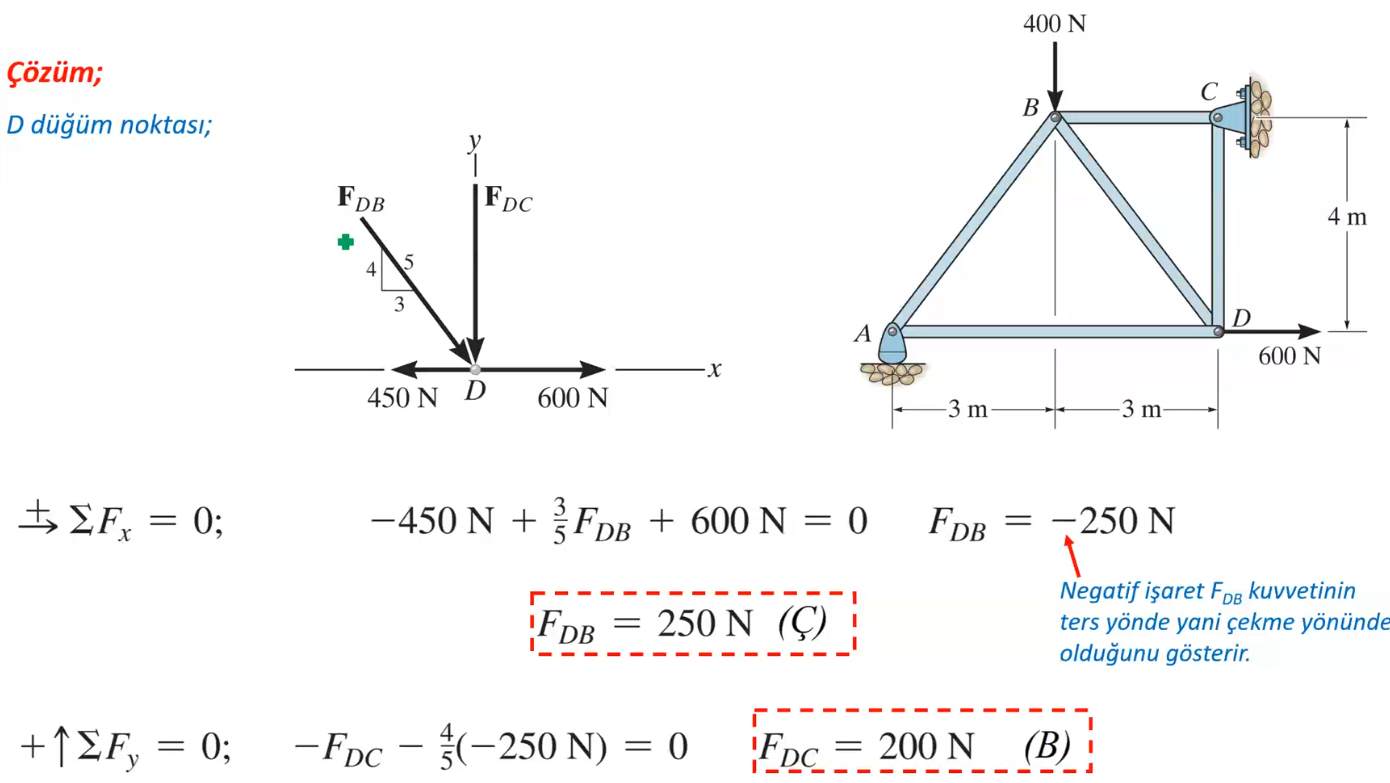 Çözüm;
D düğüm noktası;
y
F_DB
F_DC
4
5
3
450 N
D
600 N
x
400 N
B
C
4 m
A
D
600 N
3 m
3 m
→+ ΣF_x = 0;   −450 N + 3/5 F_DB + 600 N = 0   F_DB = −250 N
F_DB = 250 N (Ç)
Negatif işaret F_DB kuvvetinin
ters yönde yani çekme yönünde
olduğunu gösterir.
+↑ΣF_y = 0;   −F_DC − 4/5(−250 N) = 0   F_DC = 200 N (B)